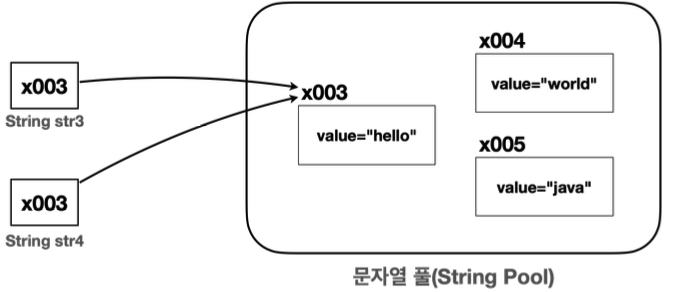 x003
String str3
x003
String str4
x003
value="hello"
x004
value="world"
x005
value="java"
문자열 풀(String Pool)